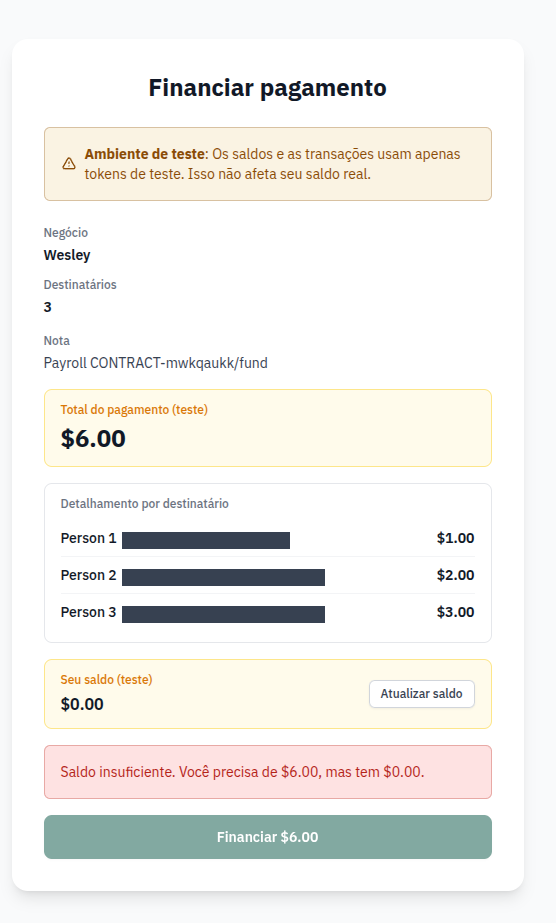 Financiar pagamento
Ambiente de teste: Os saldos e as transações usam apenas
tokens de teste. Isso não afeta seu saldo real.
Negócio
Wesley
Destinatários
3
Nota
Payroll CONTRACT-mwkqaukk/fund
Total do pagamento (teste)
$6.00
Detalhamento por destinatário
Person 1 $1.00
Person 2 $2.00
Person 3 $3.00
Seu saldo (teste)
$0.00
Atualizar saldo
Saldo insuficiente. Você precisa de $6.00, mas tem $0.00.
Financiar $6.00